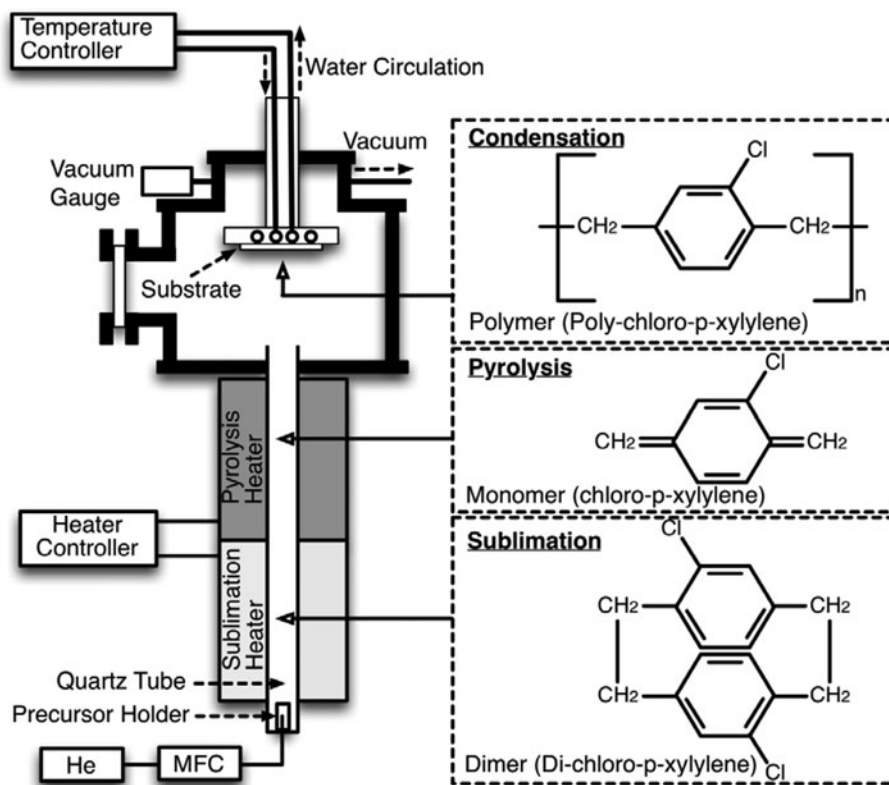 Temperature
Controller
Water Circulation
Vacuum
Vacuum
Gauge
Substrate
Pyrolysis
Heater
Heater
Controller
Sublimation
Heater
Quartz Tube
Precursor Holder
He
MFC
Condensation
Cl
CH2
CH2
n
Polymer (Poly-chloro-p-xylylene)
Pyrolysis
Cl
CH2
CH2
Monomer (chloro-p-xylylene)
Sublimation
Cl
CH2
CH2
CH2
CH2
Cl
Dimer (Di-chloro-p-xylylene)